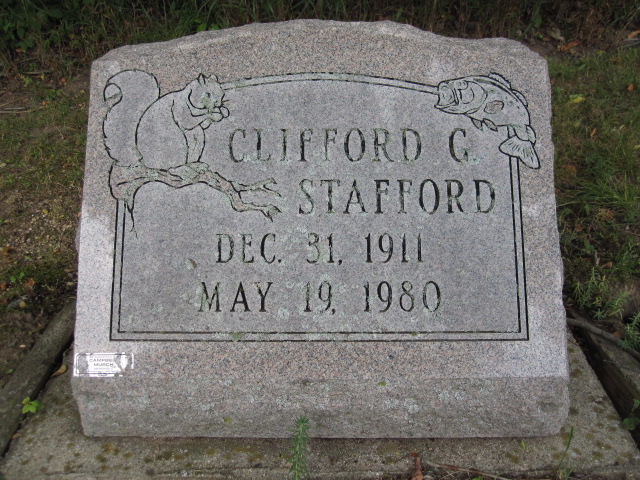 CLIFFORD G.
STAFFORD
DEC. 31, 1911
MAY 19, 1980